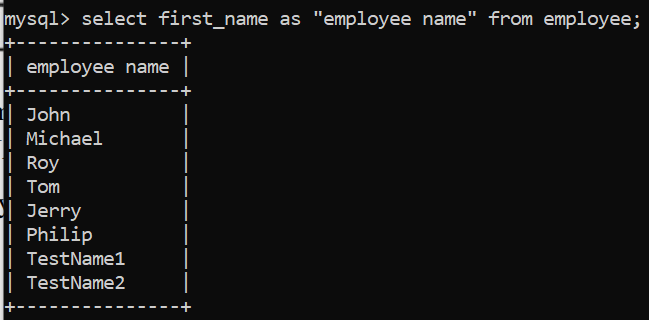 mysql> select first_name as "employee name" from employee;
+---------------+
| employee name |
+---------------+
| John          |
| Michael       |
| Roy           |
| Tom           |
| Jerry         |
| Philip        |
| TestName1     |
| TestName2     |
+---------------+